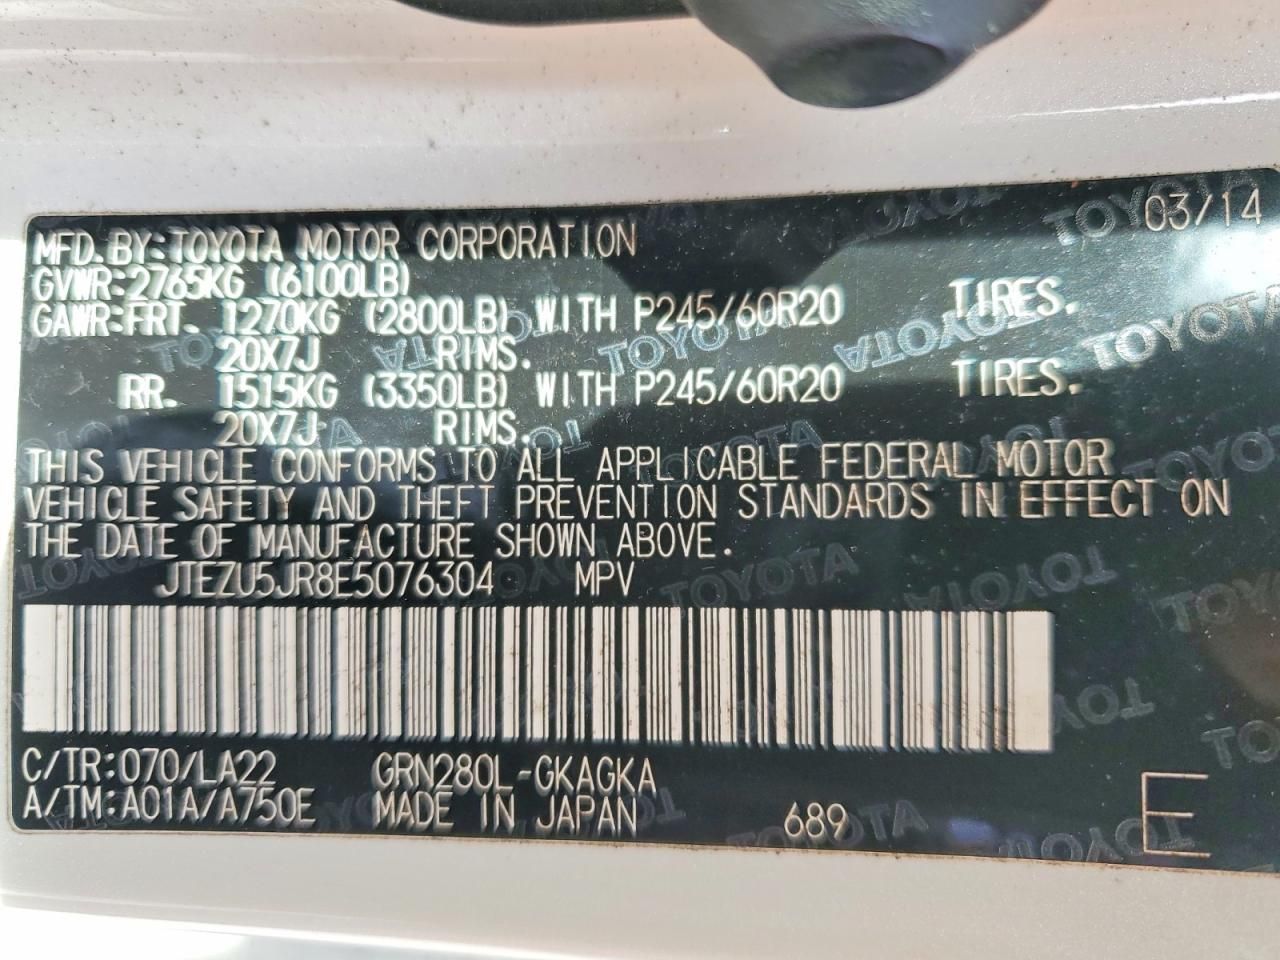 03/14
MFD.BY:TOYOTA MOTOR CORPORATION
GVWR:2765KG (6100LB)
GAWR:FRT. 1270KG (2800LB) WITH P245/60R20 TIRES.
20X7J RIMS.
RR. 1515KG (3350LB) WITH P245/60R20 TIRES.
20X7J RIMS.
THIS VEHICLE CONFORMS TO ALL APPLICABLE FEDERAL MOTOR
VEHICLE SAFETY AND THEFT PREVENTION STANDARDS IN EFFECT ON
THE DATE OF MANUFACTURE SHOWN ABOVE.
JTEZU5JR8E5076304 MPV
C/TR:070/LA22 GRN280L-GKAGKA
A/TM:A01A/A750E MADE IN JAPAN 689 E